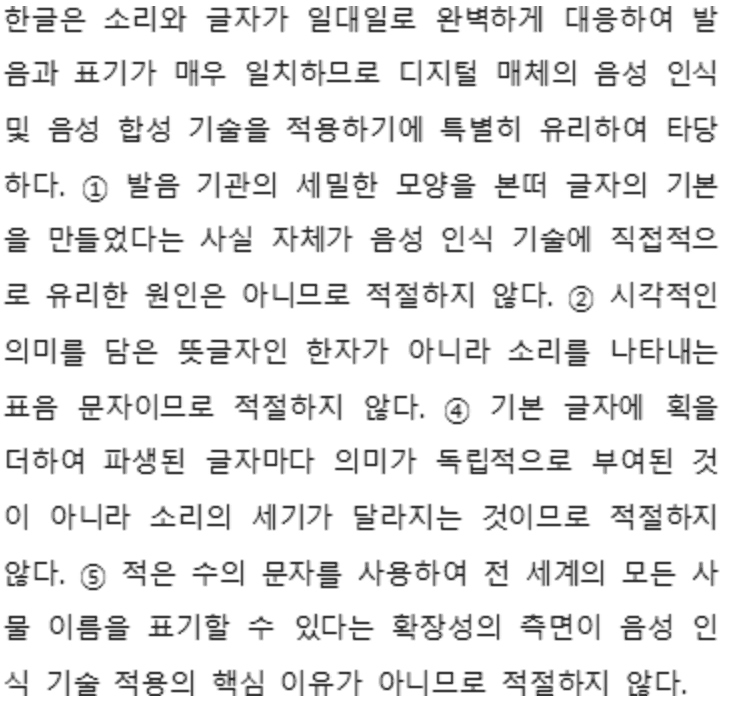 한글은 소리와 글자가 일대일로 완벽하게 대응하여 발
음과 표기가 매우 일치하므로 디지털 매체의 음성 인식
및 음성 합성 기술을 적용하기에 특별히 유리하여 타당
하다. ① 발음 기관의 세밀한 모양을 본떠 글자의 기본
을 만들었다는 사실 자체가 음성 인식 기술에 직접적으
로 유리한 원인은 아니므로 적절하지 않다. ② 시각적인
의미를 담은 뜻글자인 한자가 아니라 소리를 나타내는
표음 문자이므로 적절하지 않다. ④ 기본 글자에 획을
더하여 파생된 글자마다 의미가 독립적으로 부여된 것
이 아니라 소리의 세기가 달라지는 것이므로 적절하지
않다. ⑤ 적은 수의 문자를 사용하여 전 세계의 모든 사
물 이름을 표기할 수 있다는 확장성의 측면이 음성 인
식 기술 적용의 핵심 이유가 아니므로 적절하지 않다.